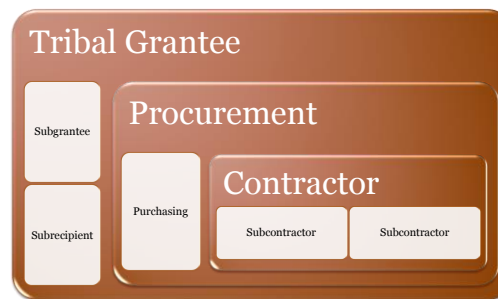 Tribal Grantee
Subgrantee
Subrecipient
Procurement
Purchasing
Contractor
Subcontractor
Subcontractor